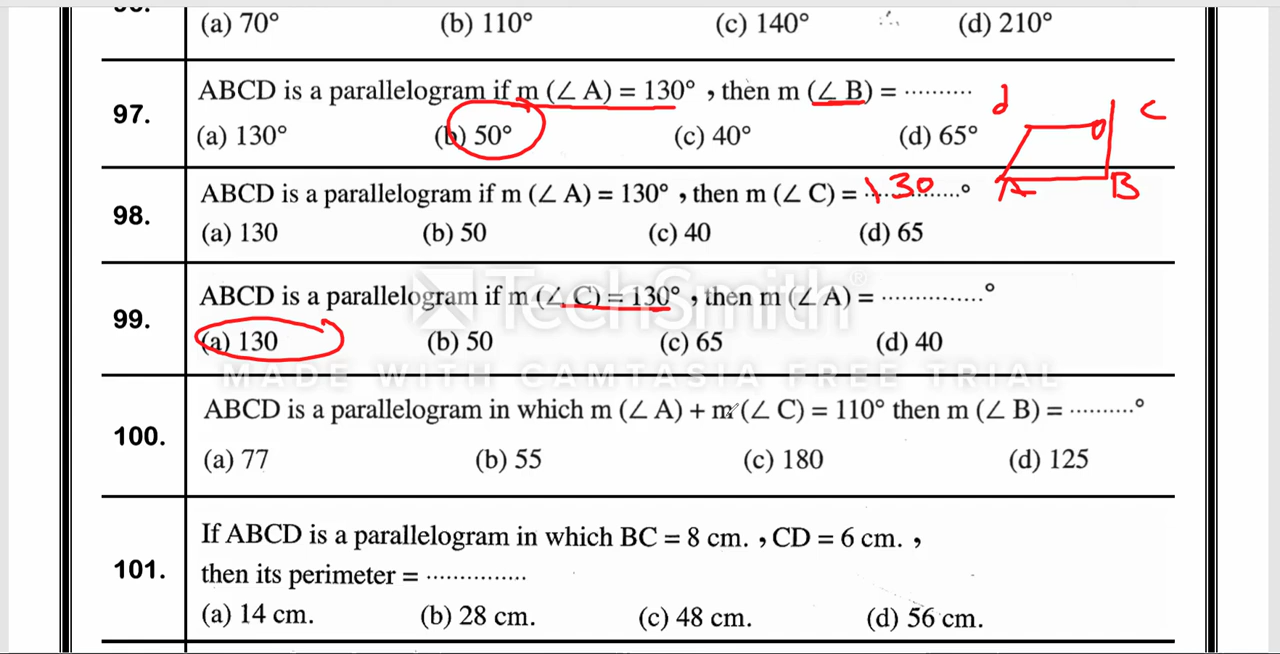 (a) 70° (b) 110° (c) 140° (d) 210°
97. ABCD is a parallelogram if m (∠ A) = 130° , then m (∠ B) = ··········
(a) 130° (b) 50° (c) 40° (d) 65°
d C
A B
98. ABCD is a parallelogram if m (∠ A) = 130° , then m (∠ C) = 130 ··········°
(a) 130 (b) 50 (c) 40 (d) 65
99. ABCD is a parallelogram if m (∠ C) = 130° , then m (∠ A) = ··············°
(a) 130 (b) 50 (c) 65 (d) 40
TechSmith®
MADE WITH CAMTASIA FREE TRIAL
100. ABCD is a parallelogram in which m (∠ A) + m (∠ C) = 110° then m (∠ B) = ··········°
(a) 77 (b) 55 (c) 180 (d) 125
101. If ABCD is a parallelogram in which BC = 8 cm. , CD = 6 cm. ,
then its perimeter = ··············
(a) 14 cm. (b) 28 cm. (c) 48 cm. (d) 56 cm.